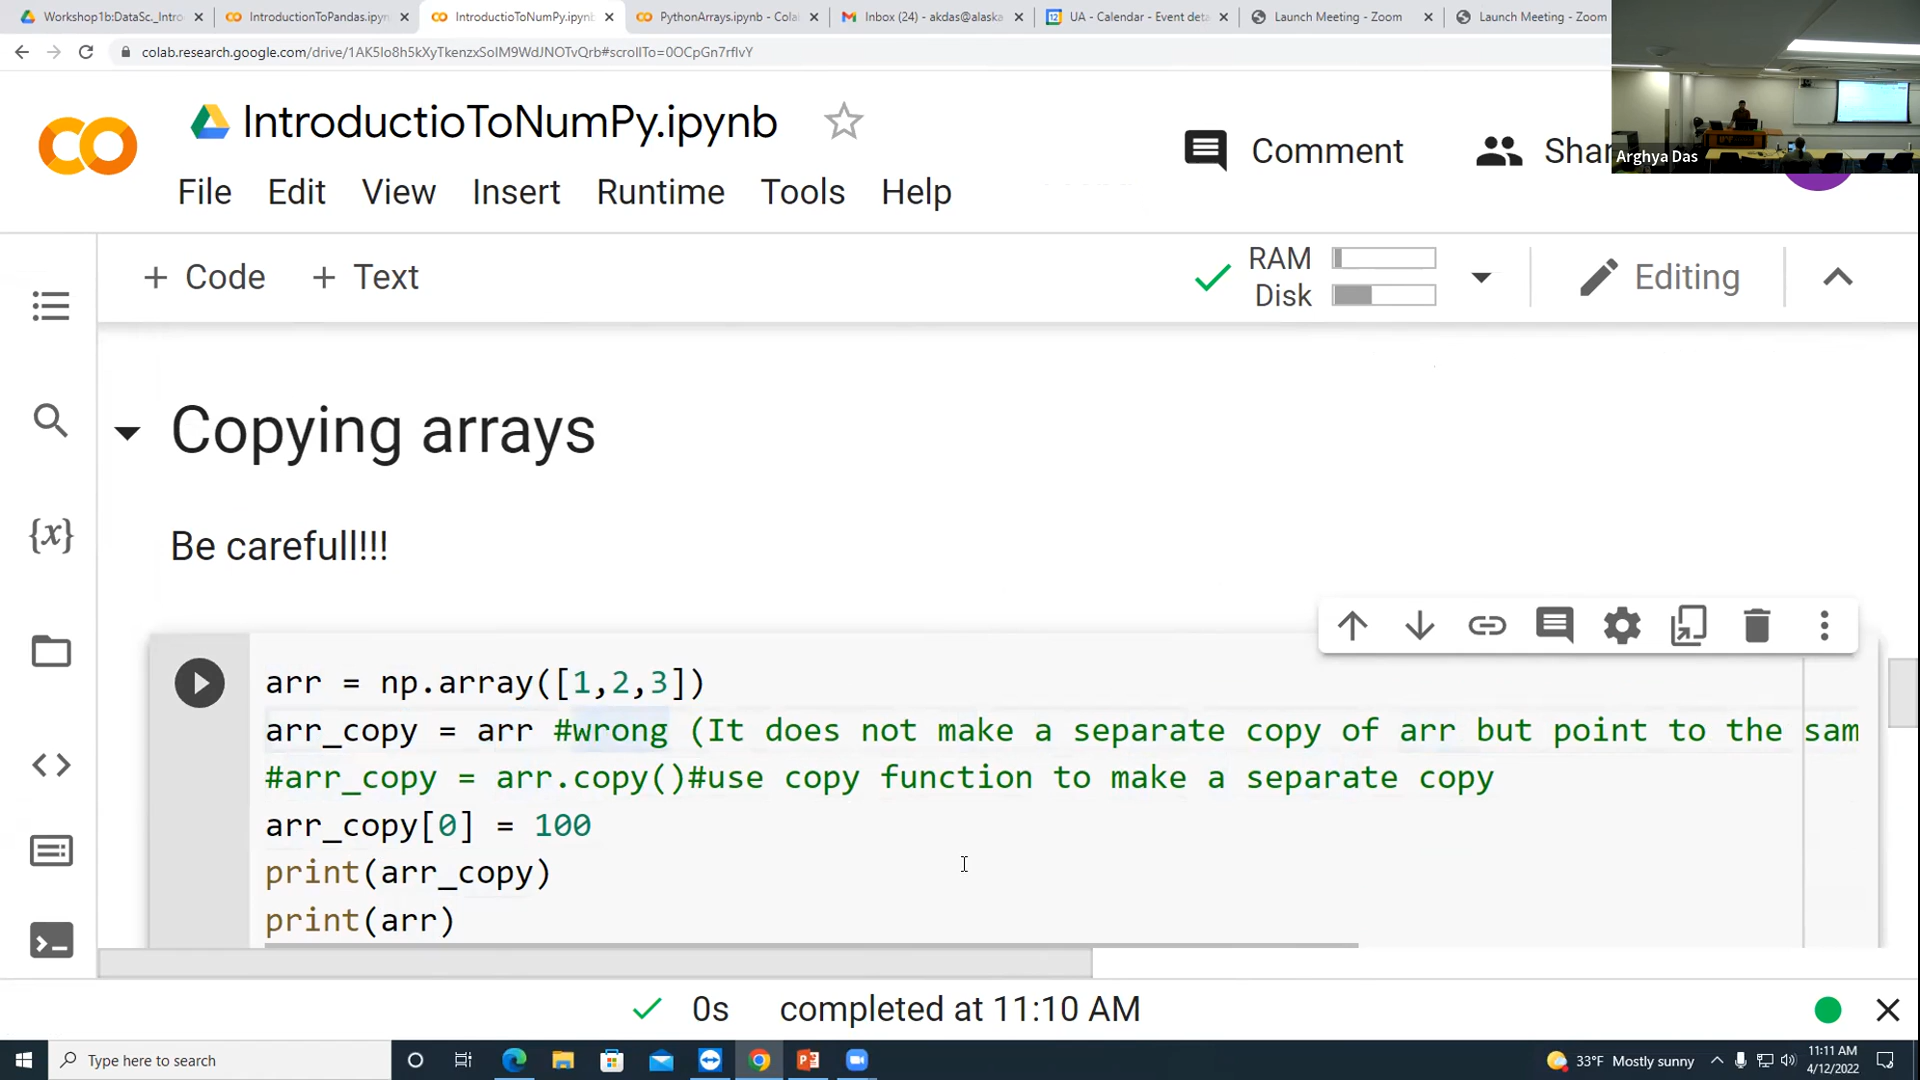 Workshop1b:DataSc._Intro
IntroductionToPandas.ipyn
IntroductioToNumPy.ipynb
PythonArrays.ipynb - Cola
Inbox (24) - akdas@alaska
UA - Calendar - Event deta
Launch Meeting - Zoom
Launch Meeting - Zoom
colab.research.google.com/drive/1AK5Io8h5kXyTkenzxSoIM9WdJNOTvQrb#scrollTo=0OCpGn7rfIvY
IntroductioToNumPy.ipynb
Comment
Shar
Arghya Das
File Edit View Insert Runtime Tools Help
+ Code + Text
RAM
Disk
Editing
Copying arrays
Be carefull!!!
arr = np.array([1,2,3])
arr_copy = arr #wrong (It does not make a separate copy of arr but point to the sam
#arr_copy = arr.copy()#use copy function to make a separate copy
arr_copy[0] = 100
print(arr_copy)
print(arr)
0s completed at 11:10 AM
Type here to search
33°F Mostly sunny
11:11 AM
4/12/2022